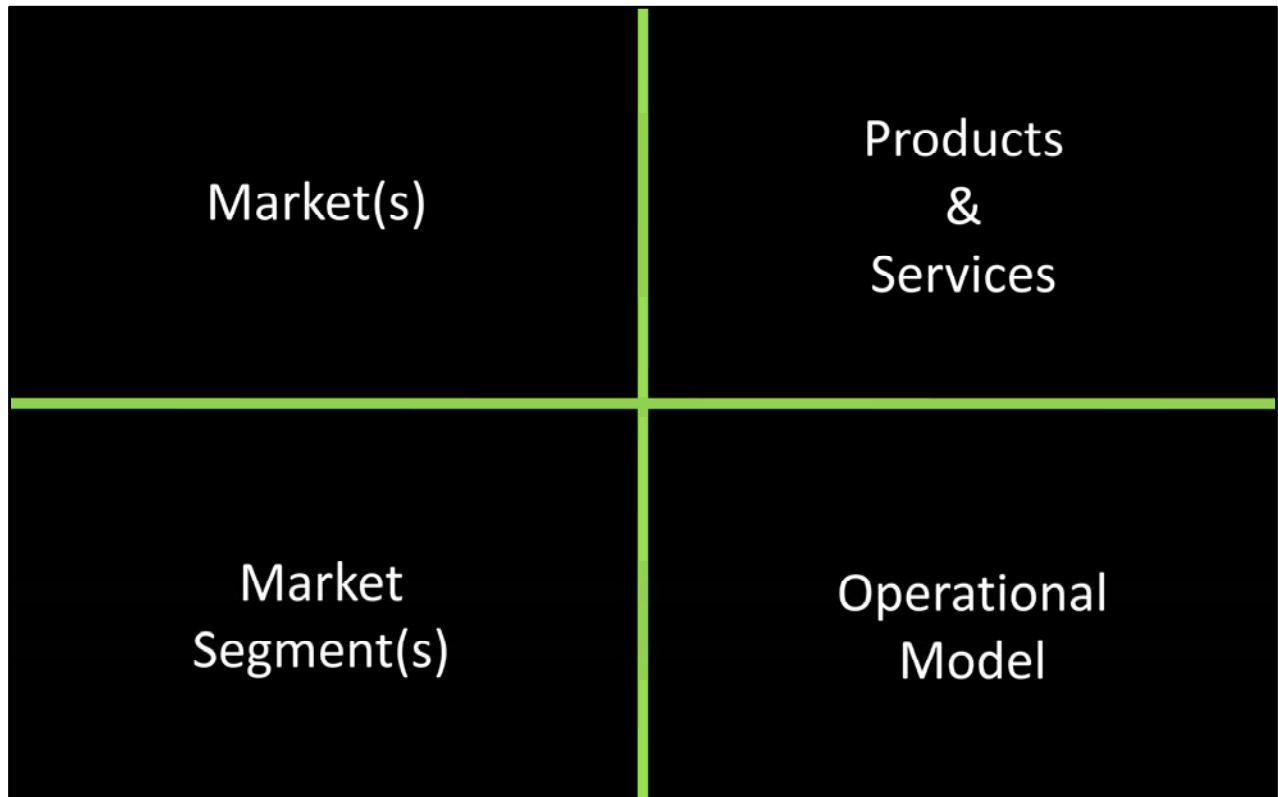 Market(s)
Products
&
Services
Market
Segment(s)
Operational
Model